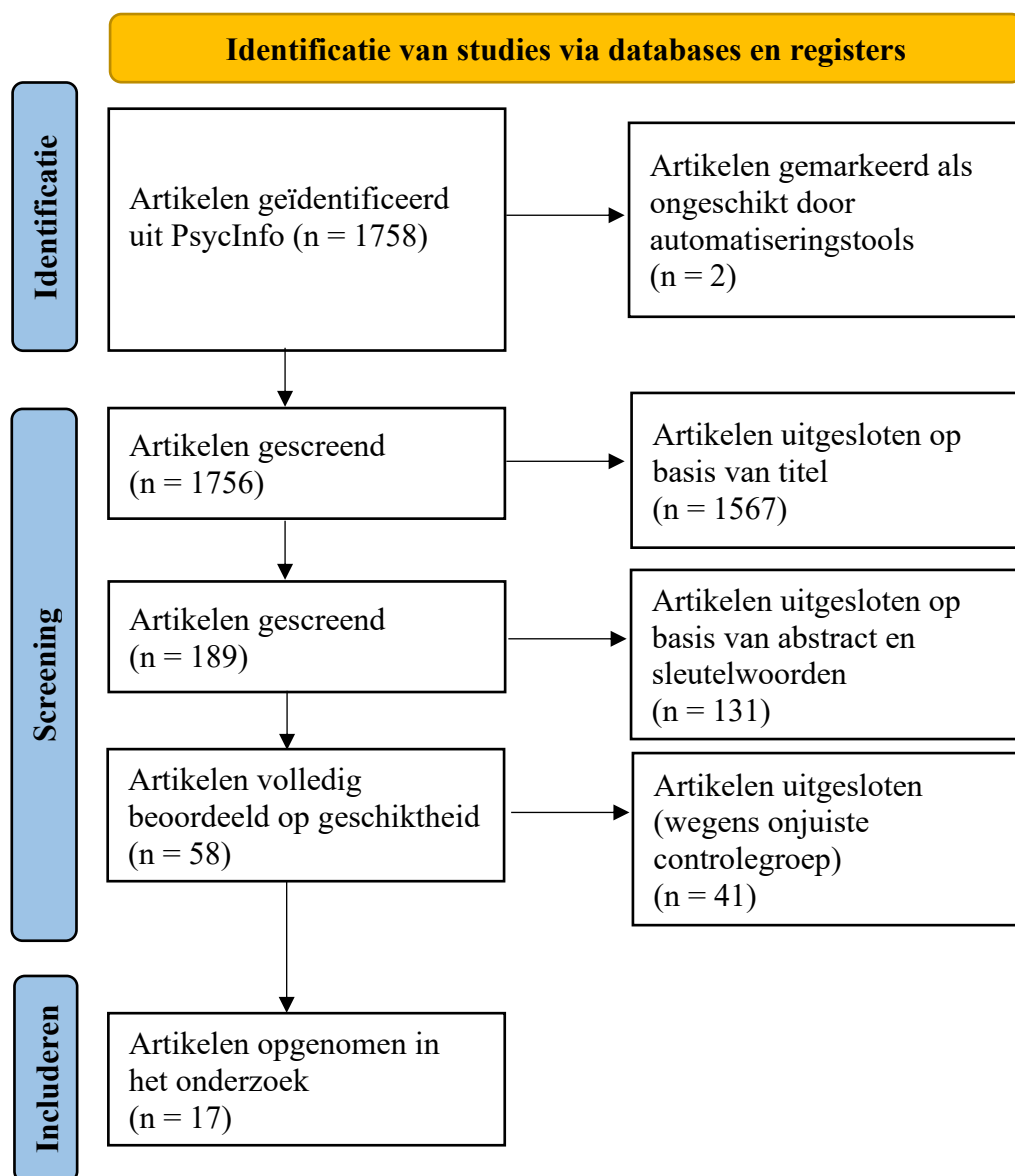 Identificatie van studies via databases en registers
Identificatie
Artikelen geïdentificeerd
uit PsycInfo (n = 1758)
Artikelen gemarkeerd als
ongeschikt door
automatiseringstools
(n = 2)
Screening
Artikelen gescreend
(n = 1756)
Artikelen uitgesloten op
basis van titel
(n = 1567)
Artikelen gescreend
(n = 189)
Artikelen uitgesloten op
basis van abstract en
sleutelwoorden
(n = 131)
Artikelen volledig
beoordeeld op geschiktheid
(n = 58)
Artikelen uitgesloten
(wegens onjuiste
controlegroep)
(n = 41)
Includeren
Artikelen opgenomen in
het onderzoek
(n = 17)